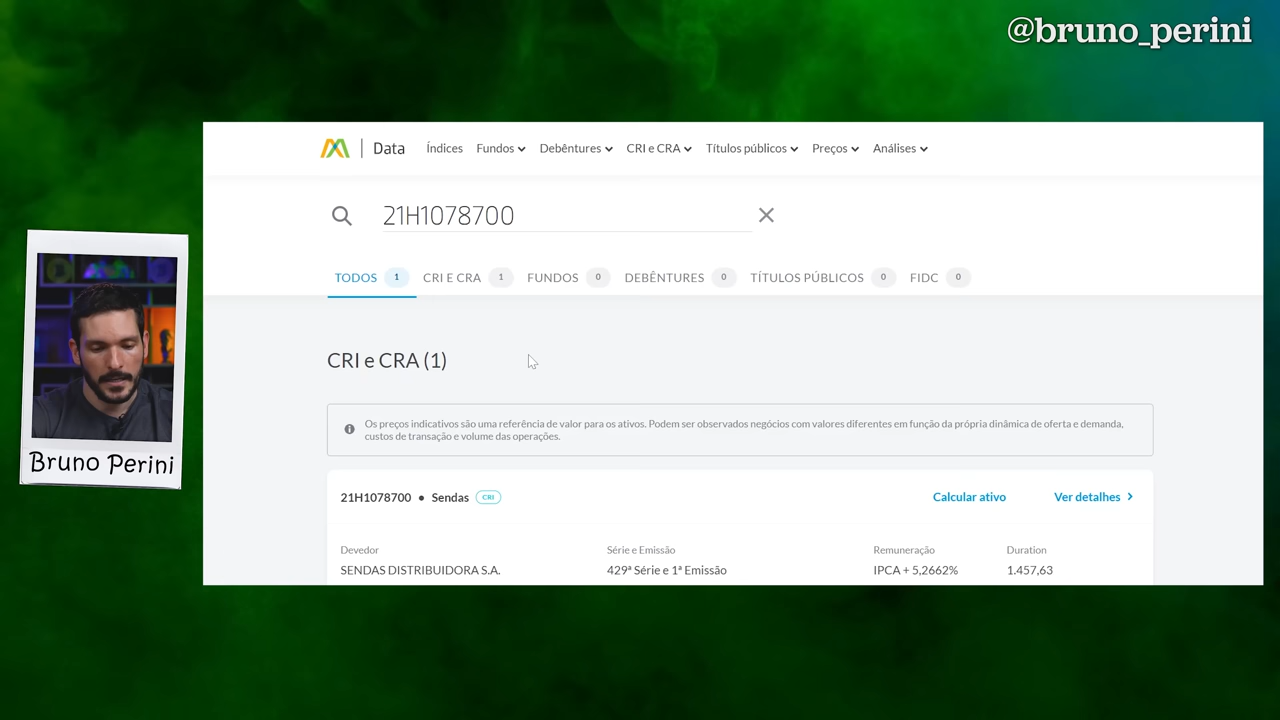 @bruno_perini
Data
Índices
Fundos
Debêntures
CRI e CRA
Títulos públicos
Preços
Análises
21H1078700
TODOS 1
CRI E CRA 1
FUNDOS 0
DEBÊNTURES 0
TÍTULOS PÚBLICOS 0
FIDC 0
CRI e CRA (1)
Os preços indicativos são uma referência de valor para os ativos. Podem ser observados negócios com valores diferentes em função da própria dinâmica de oferta e demanda,
custos de transação e volume das operações.
21H1078700 • Sendas CRI
Calcular ativo
Ver detalhes
Devedor
Série e Emissão
Remuneração
Duration
SENDAS DISTRIBUIDORA S.A.
429ª Série e 1ª Emissão
IPCA + 5,2662%
1.457,63
Bruno Perini